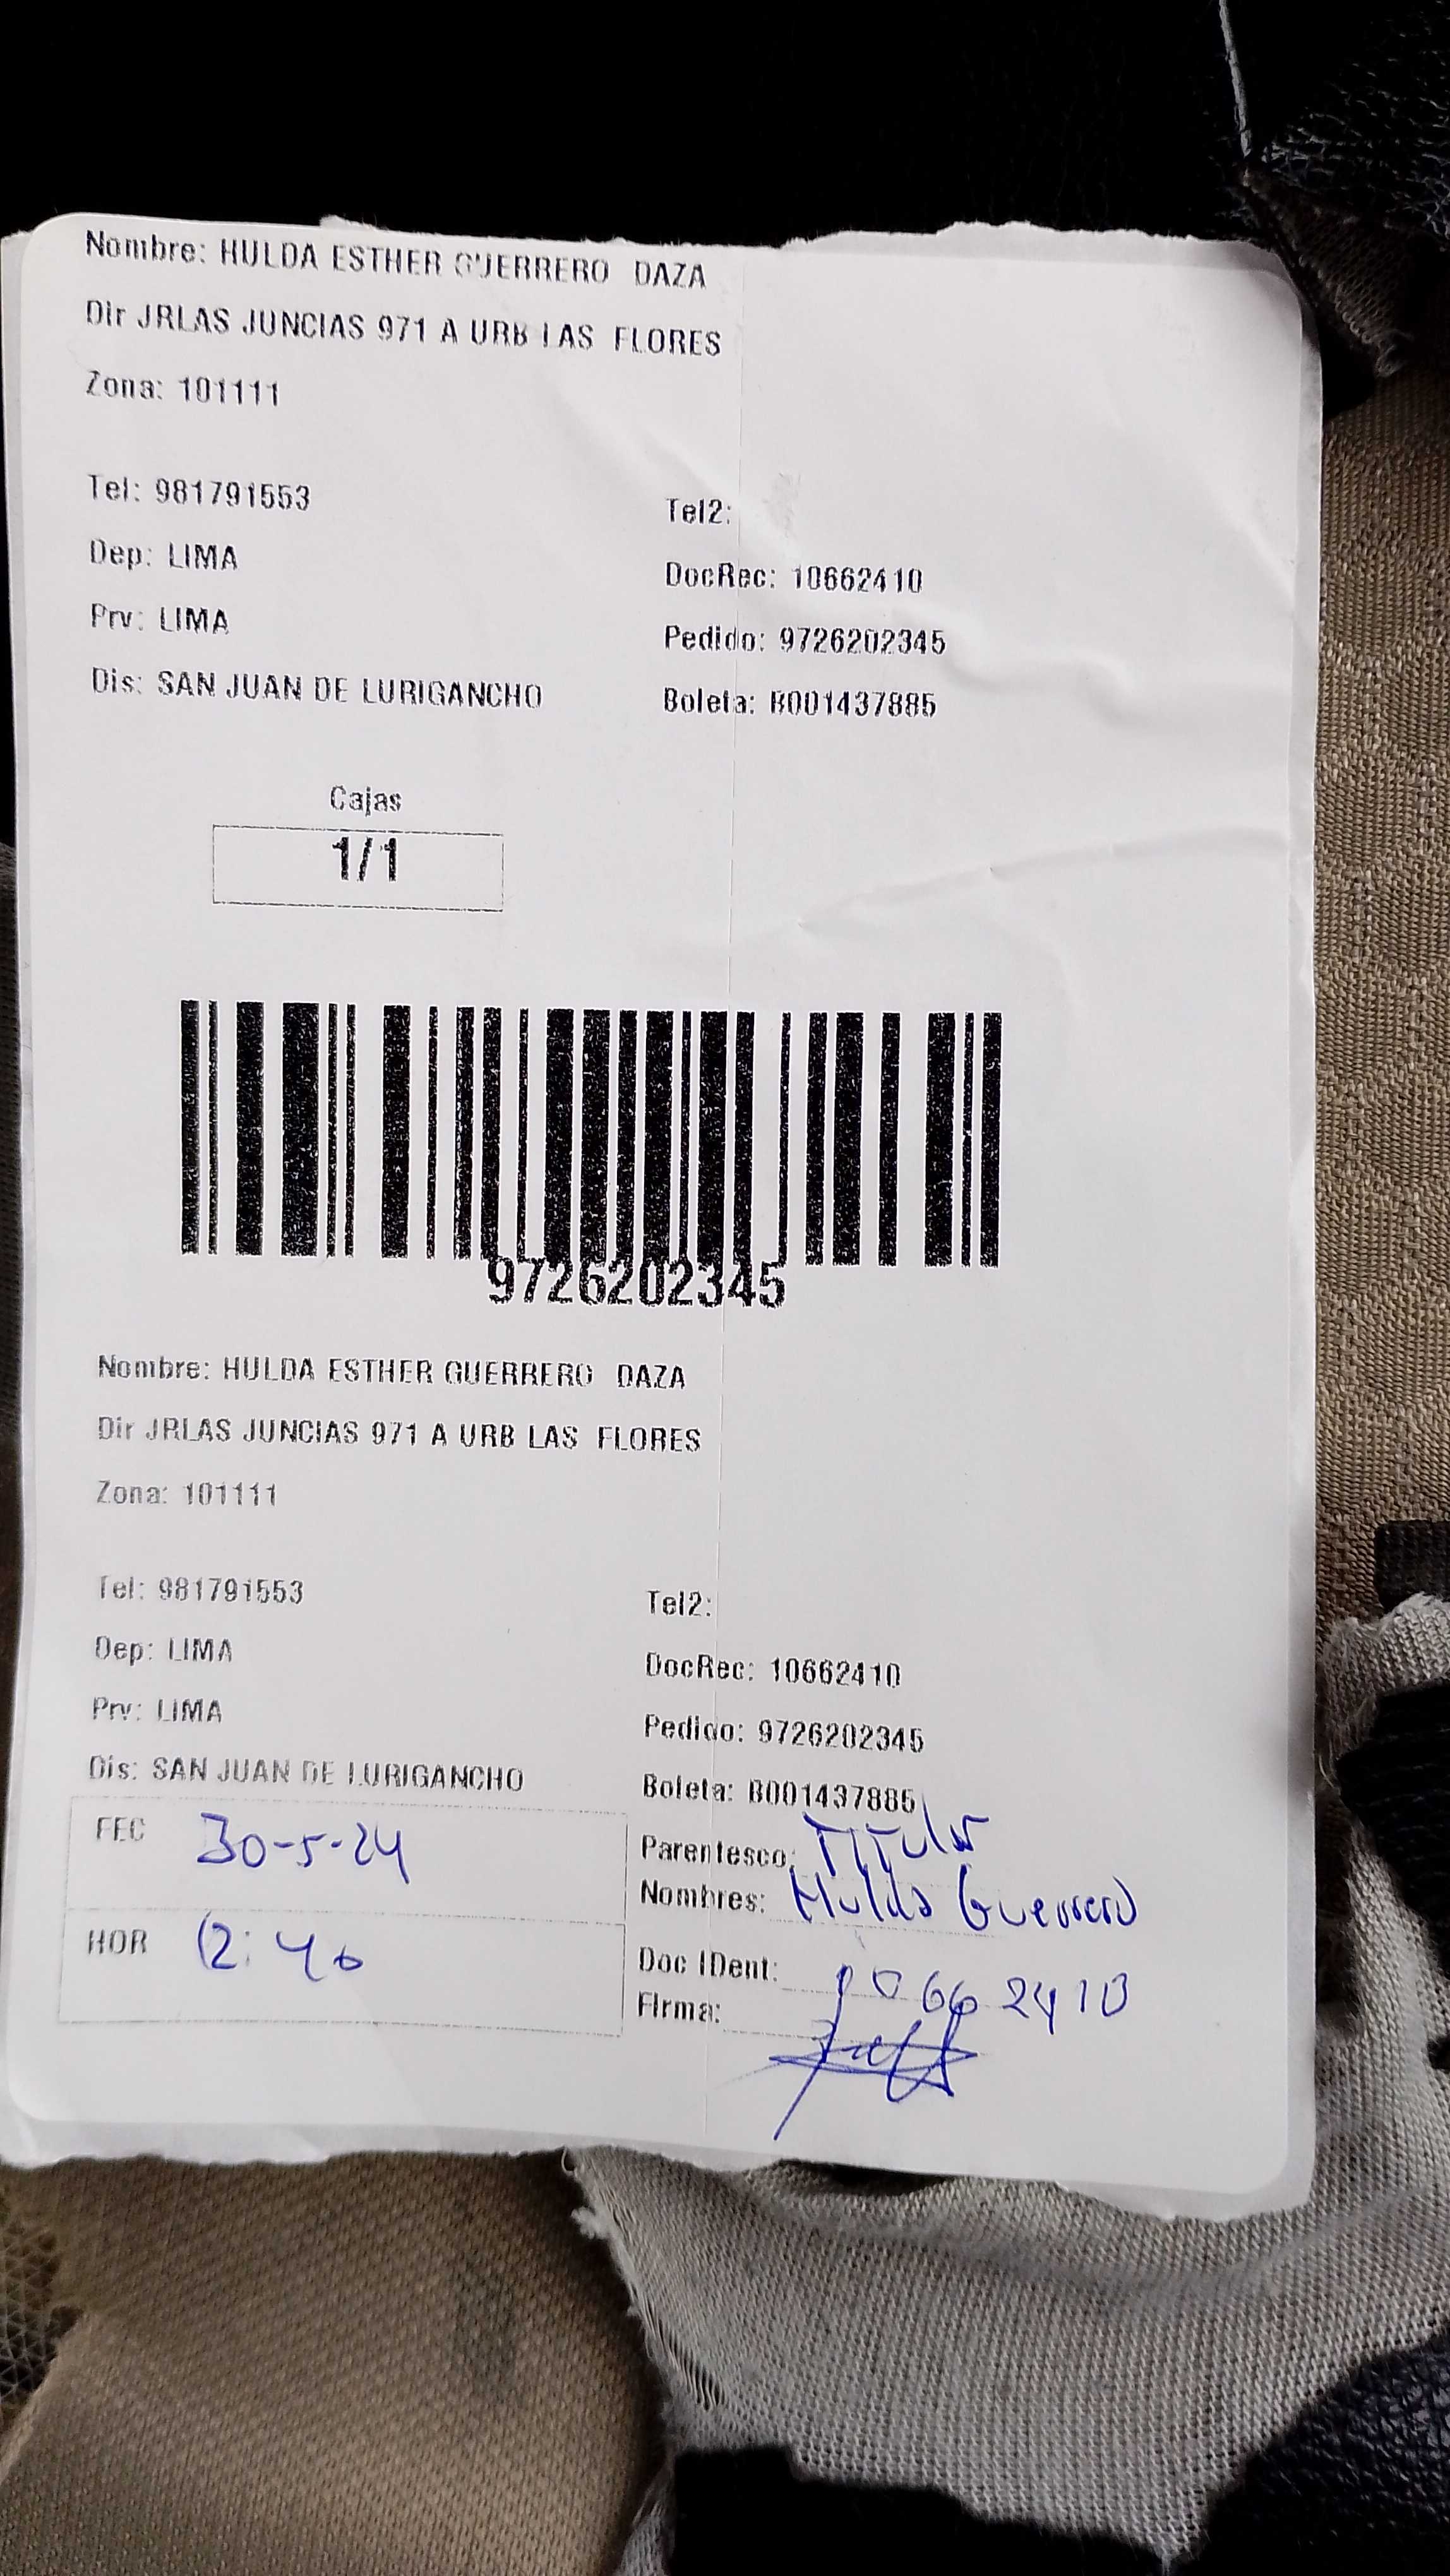 Nombre: HULDA ESTHER GUERRERO DAZA
Dir JRLAS JUNCIAS 971 A URB LAS FLORES
Zona: 101111
Tel: 981791553
Tel2:
Dep: LIMA
DocRec: 10662410
Prv: LIMA
Pedido: 9726202345
Dis: SAN JUAN DE LURIGANCHO
Boleta: B001437885
Cajas
1/1
9726202345
Nombre: HULDA ESTHER GUERRERO DAZA
Dir JRLAS JUNCIAS 971 A URB LAS FLORES
Zona: 101111
Tel: 981791553
Tel2:
Dep: LIMA
DocRec: 10662410
Prv: LIMA
Pedido: 9726202345
Dis: SAN JUAN DE LURIGANCHO
Boleta: B001437885
FEC 30-5-24
Parentesco: Titular
Nombres: Hulda Guerrero
HOR 12:40
Doc IDent: 10662410
Firma: